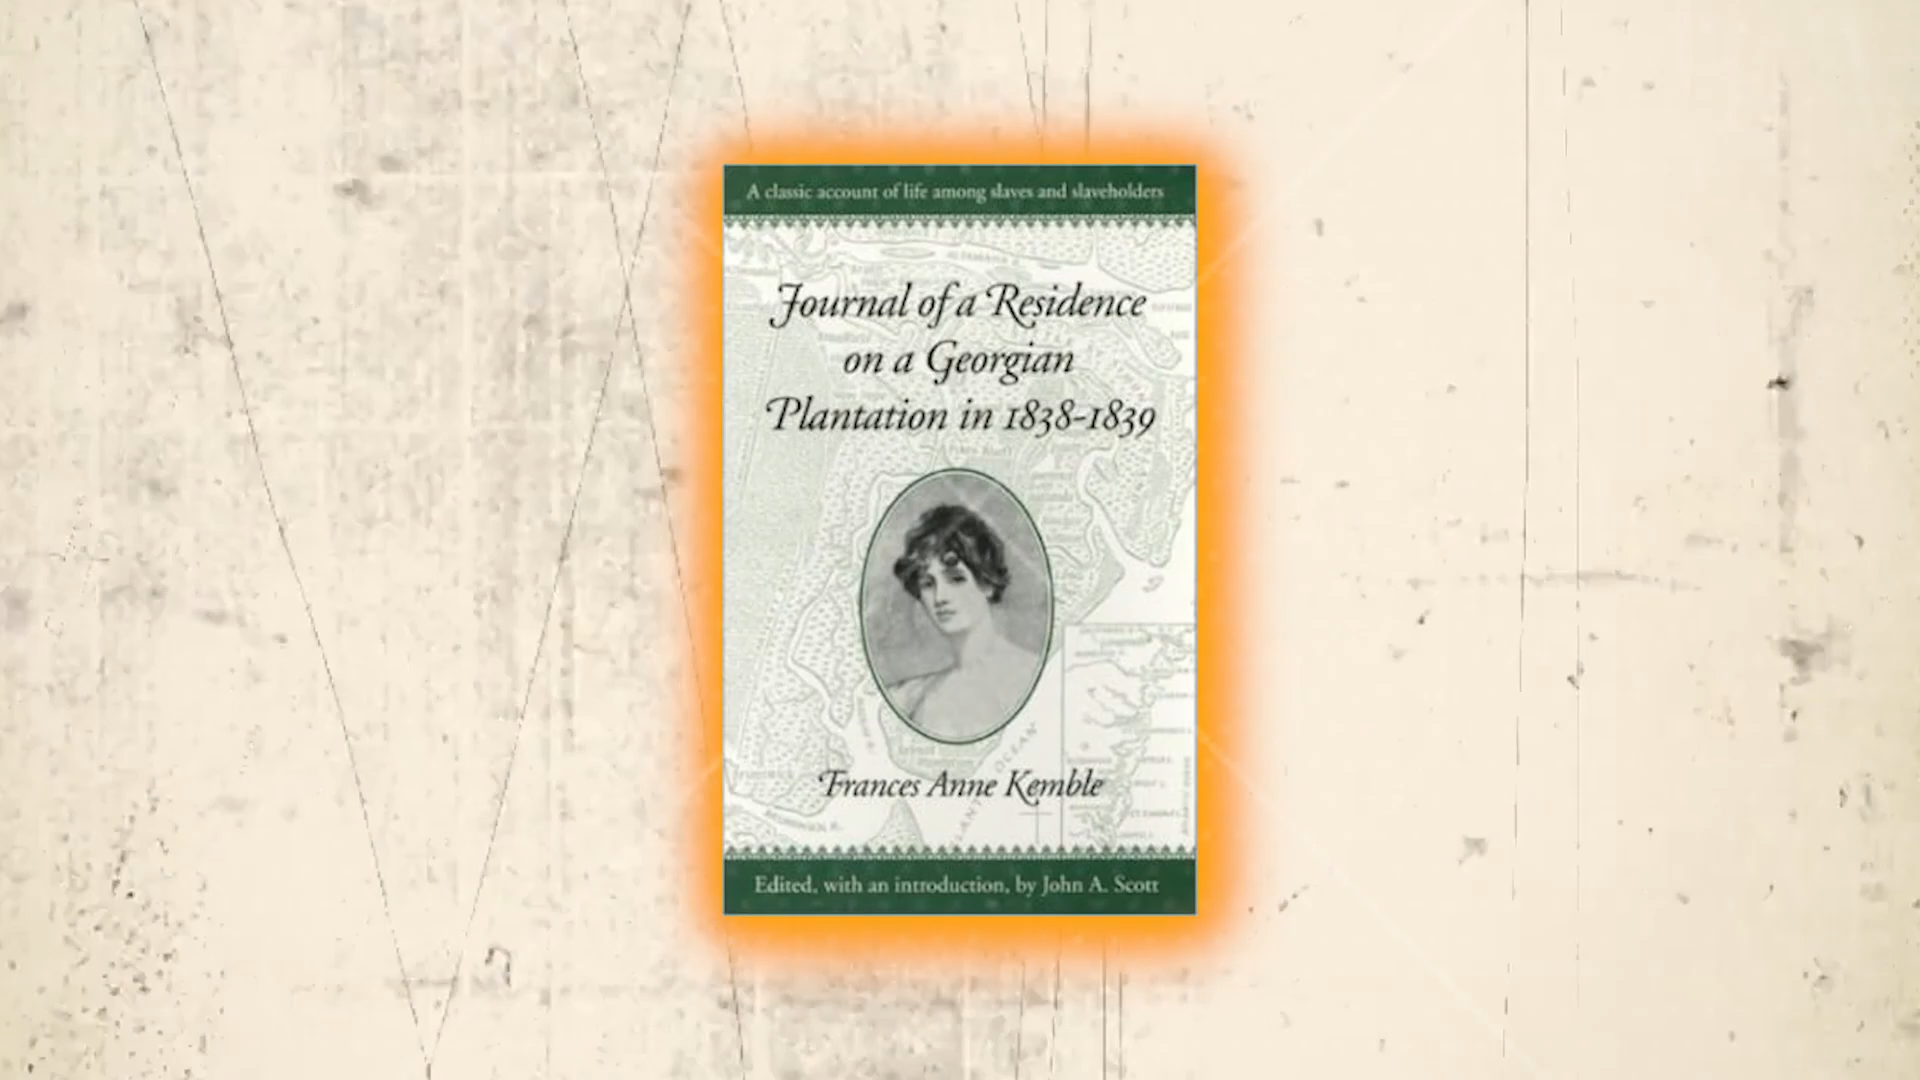 A classic account of life among slaves and slaveholders
Journal of a Residence
on a Georgian
Plantation in 1838-1839
OCEAN
Frances Anne Kemble
Edited, with an introduction, by John A. Scott